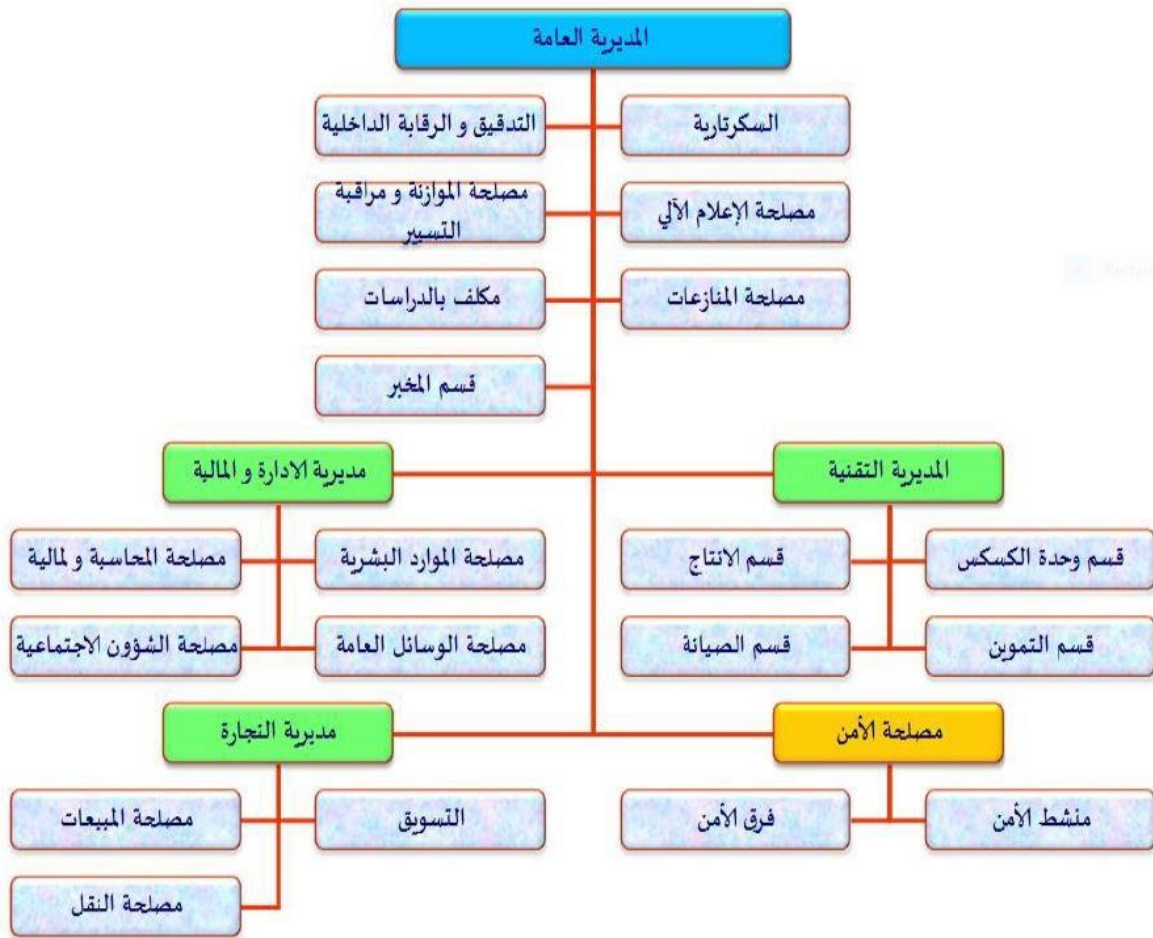 المديرية العامة
السكرتارية
التدقيق و الرقابة الداخلية
مصلحة الإعلام الآلي
مصلحة الموازنة و مراقبة
التسيير
مصلحة المنازعات
مكلف بالدراسات
قسم المخبر
المديرية التقنية
مديرية الادارة و المالية
قسم وحدة الكسكس
قسم الانتاج
مصلحة الموارد البشرية
مصلحة المحاسبة و لمالية
قسم التموين
قسم الصيانة
مصلحة الوسائل العامة
مصلحة الشؤون الاجتماعية
مصلحة الأمن
مديرية التجارة
منشط الأمن
فرق الأمن
التسويق
مصلحة المبيعات
مصلحة النقل